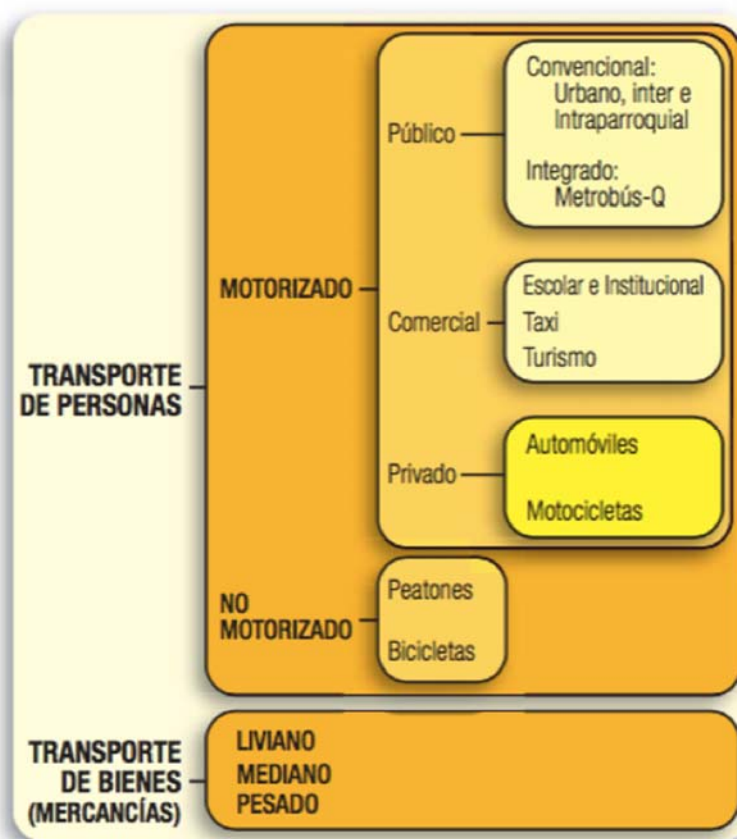 TRANSPORTE
DE PERSONAS
MOTORIZADO
Público
Convencional:
Urbano, inter e
Intraparroquial
Integrado:
Metrobús-Q
Comercial
Escolar e Institucional
Taxi
Turismo
Privado
Automóviles
Motocicletas
NO
MOTORIZADO
Peatones
Bicicletas
TRANSPORTE
DE BIENES
(MERCANCÍAS)
LIVIANO
MEDIANO
PESADO